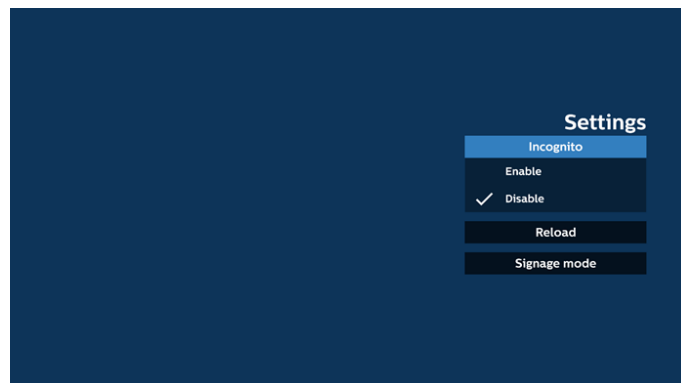 Settings
Incognito
Enable
Disable
Reload
Signage mode